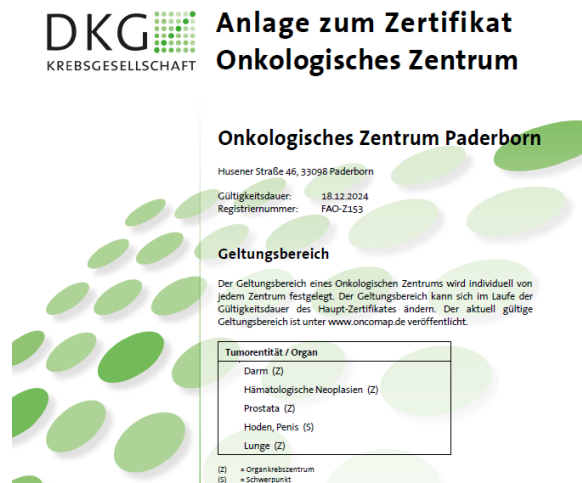 DKG
KREBSGESELLSCHAFT
Anlage zum Zertifikat
Onkologisches Zentrum
Onkologisches Zentrum Paderborn
Husener Straße 46, 33098 Paderborn
Gültigkeitsdauer: 18.12.2024
Registriernummer: FAO-Z153
Geltungsbereich
Der Geltungsbereich eines Onkologischen Zentrums wird individuell von
jedem Zentrum festgelegt. Der Geltungsbereich kann sich im Laufe der
Gültigkeitsdauer des Haupt-Zertifikates ändern. Der aktuell gültige
Geltungsbereich ist unter www.oncomap.de veröffentlicht.
Tumorentität / Organ
Darm (Z)
Hämatologische Neoplasien (Z)
Prostata (Z)
Hoden, Penis (S)
Lunge (Z)
(Z) = Organkrebszentrum
(S) = Schwerpunkt